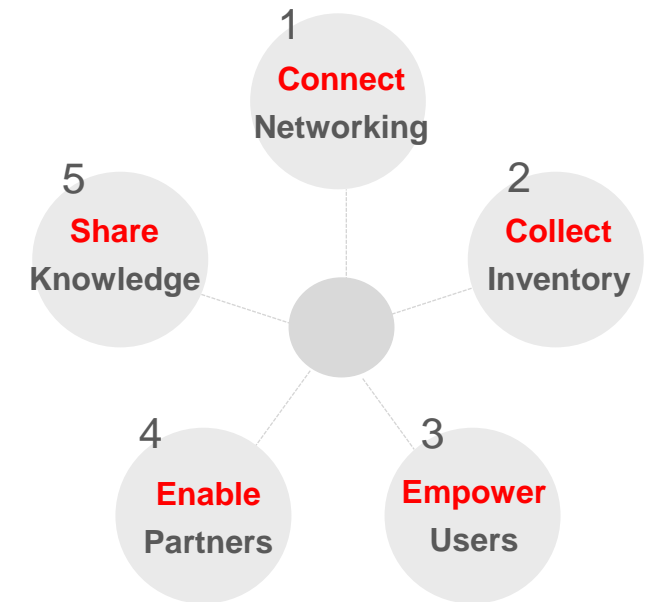 1
Connect
Networking
2
Collect
Inventory
3
Empower
Users
4
Enable
Partners
5
Share
Knowledge